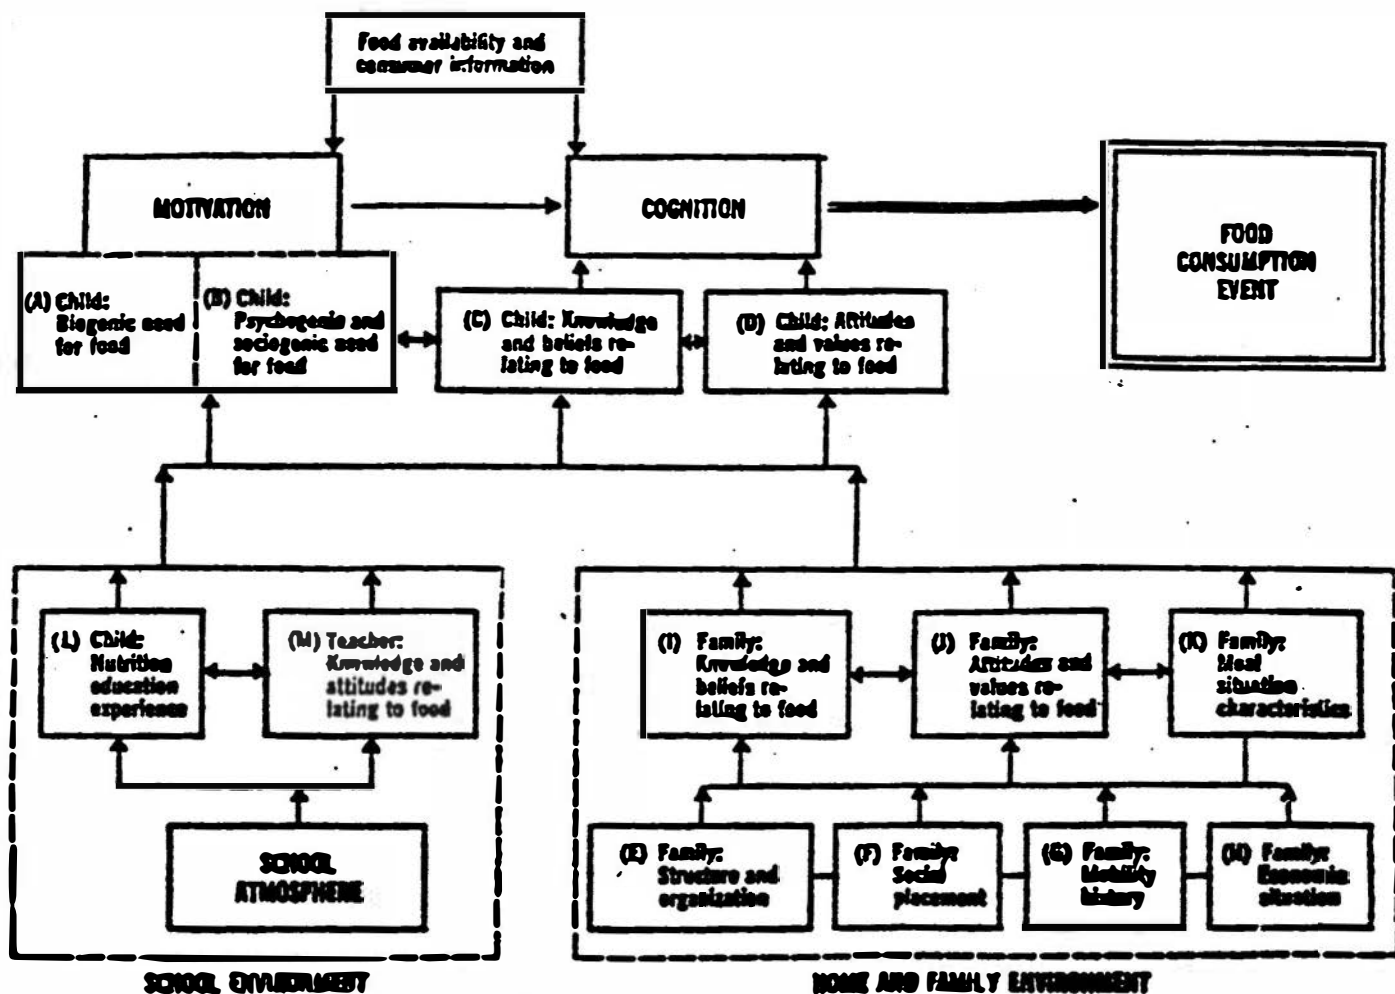 Food availability and
consumer information
MOTIVATION
COGNITION
FOOD
CONSUMPTION
EVENT
(A) Child:
Biogenic need
for food
(B) Child:
Psychogenic and
sociogenic need
for food
(C) Child: Knowledge
and beliefs re-
lating to food
(D) Child: Attitudes
and values re-
lating to food
(L) Child:
Nutrition
education
experience
(M) Teacher:
Knowledge and
attitudes re-
lating to food
(I) Family:
Knowledge and
beliefs re-
lating to food
(J) Family:
Attitudes and
values re-
lating to food
(K) Family:
Meal
situation
characteristics
SCHOOL
ATMOSPHERE
(E) Family:
Structure and
organization
(F) Family:
Social
placement
(G) Family:
Mobility
history
(H) Family:
Economic
situation
SCHOOL ENVIRONMENT
HOME AND FAMILY ENVIRONMENT